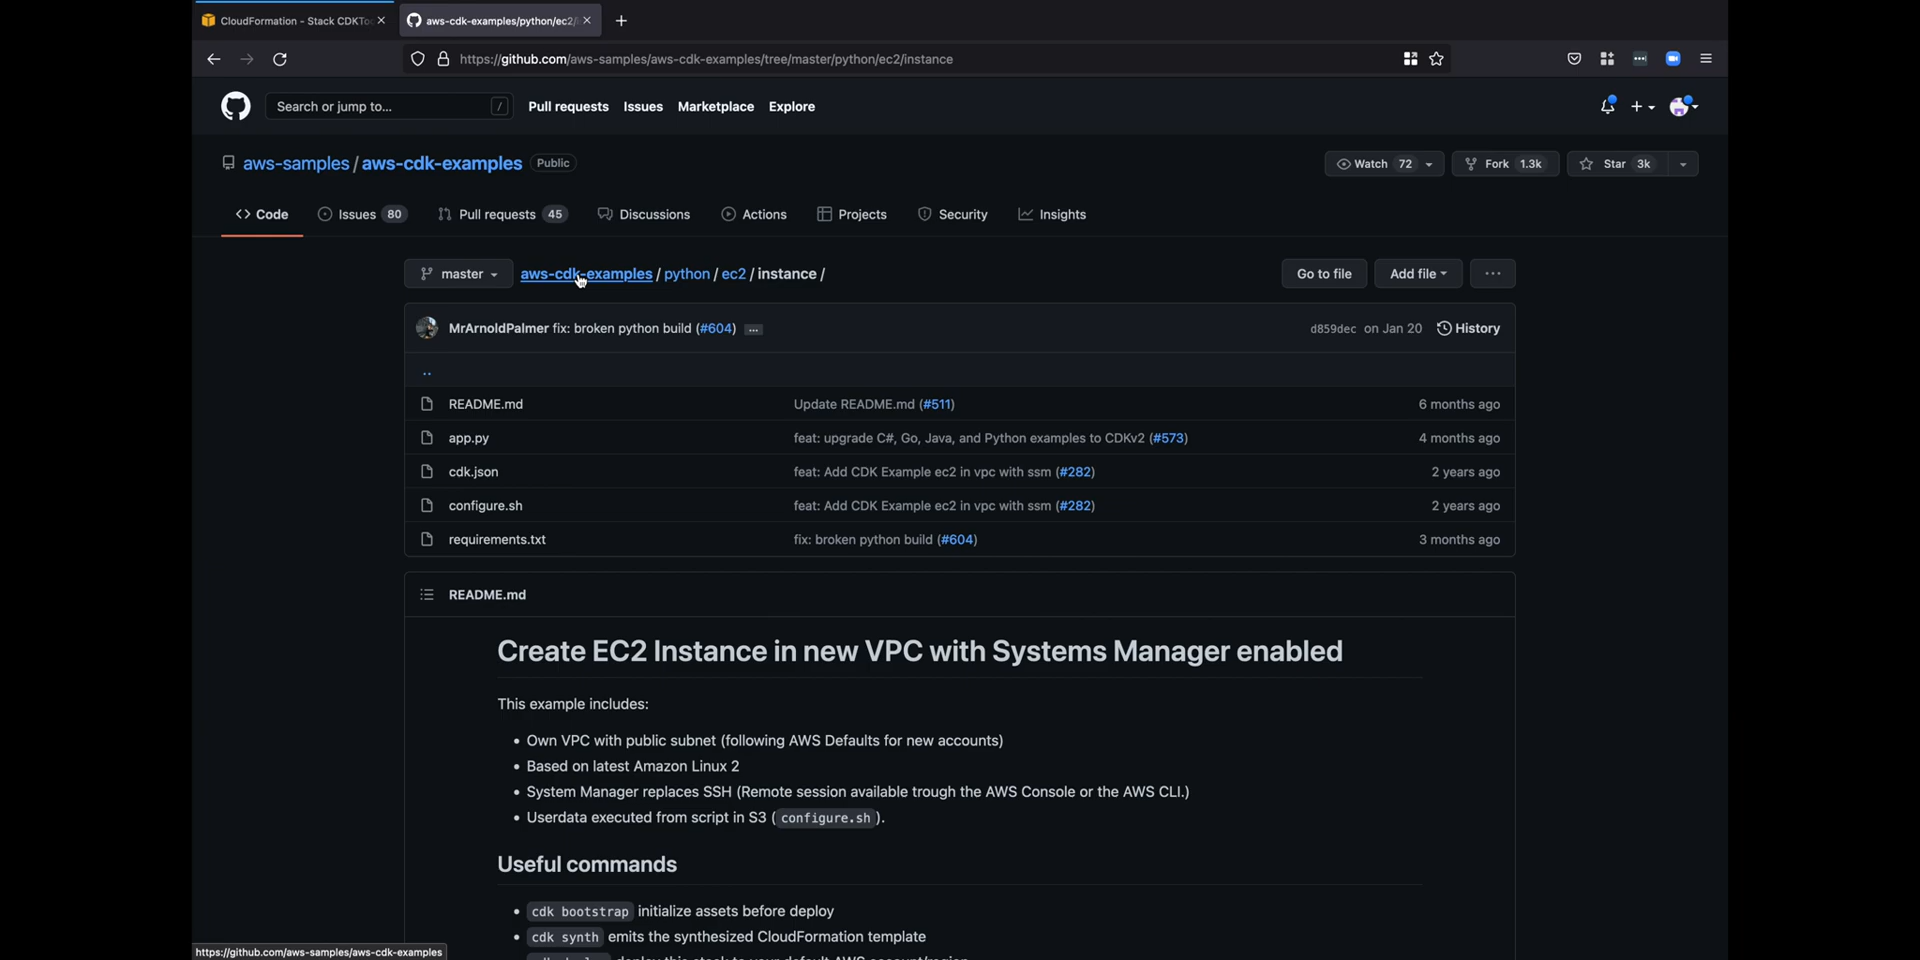 CloudFormation - Stack CDKToo
aws-cdk-examples/python/ec2/i
https://github.com/aws-samples/aws-cdk-examples/tree/master/python/ec2/instance
Search or jump to... /
Pull requests Issues Marketplace Explore
aws-samples / aws-cdk-examples Public
Watch 72 Fork 1.3k Star 3k
Code Issues 80 Pull requests 45 Discussions Actions Projects Security Insights
master aws-cdk-examples / python / ec2 / instance / Go to file Add file ...
MrArnoldPalmer fix: broken python build (#604) ... d859dec on Jan 20 History
..
README.md Update README.md (#511) 6 months ago
app.py feat: upgrade C#, Go, Java, and Python examples to CDKv2 (#573) 4 months ago
cdk.json feat: Add CDK Example ec2 in vpc with ssm (#282) 2 years ago
configure.sh feat: Add CDK Example ec2 in vpc with ssm (#282) 2 years ago
requirements.txt fix: broken python build (#604) 3 months ago
README.md
Create EC2 Instance in new VPC with Systems Manager enabled
This example includes:
• Own VPC with public subnet (following AWS Defaults for new accounts)
• Based on latest Amazon Linux 2
• System Manager replaces SSH (Remote session available trough the AWS Console or the AWS CLI.)
• Userdata executed from script in S3 ( configure.sh ).
Useful commands
• cdk bootstrap initialize assets before deploy
• cdk synth emits the synthesized CloudFormation template
deploy this stack to your default AWS account/region
https://github.com/aws-samples/aws-cdk-examples